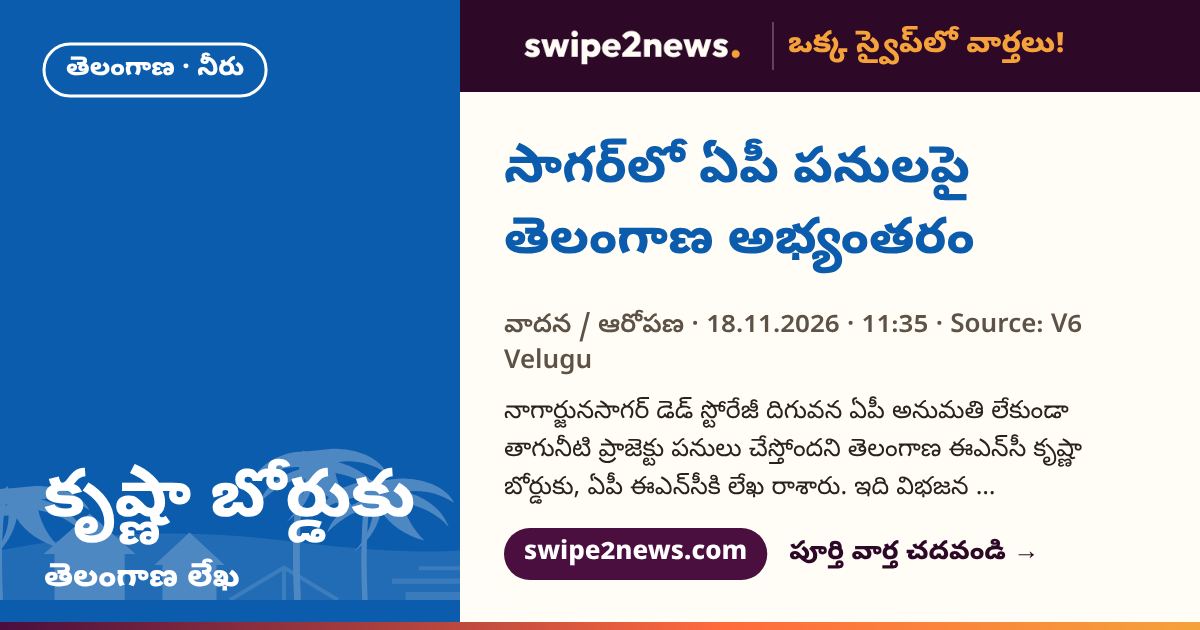 తెలంగాణ · నీరు
కృష్ణా బోర్డుకు
తెలంగాణ లేఖ
swipe2news.
ఒక్క స్వైప్‌లో వార్తలు!
సాగర్‌లో ఏపీ పనులపై
తెలంగాణ అభ్యంతరం
వాదన / ఆరోపణ · 18.11.2026 · 11:35 · Source: V6
Velugu
నాగార్జునసాగర్ డెడ్ స్టోరేజీ దిగువన ఏపీ అనుమతి లేకుండా
తాగునీటి ప్రాజెక్టు పనులు చేస్తోందని తెలంగాణ ఈఎన్‌సీ కృష్ణా
బోర్డుకు, ఏపీ ఈఎన్‌సీకి లేఖ రాశారు. ఇది విభజన ...
swipe2news.com
పూర్తి వార్త చదవండి →